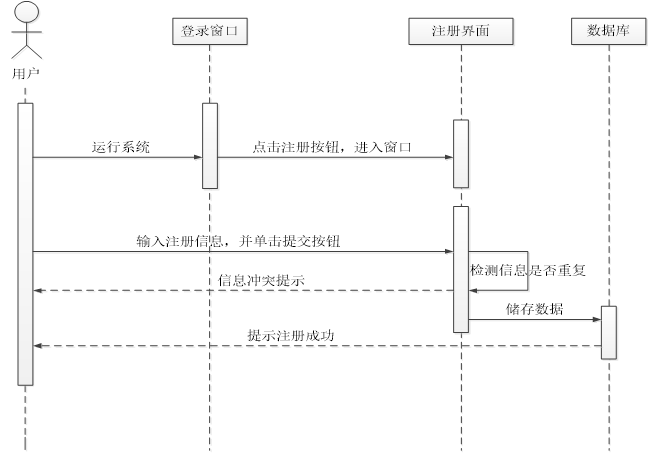 登录窗口
注册界面
数据库
用户
运行系统
点击注册按钮，进入窗口
输入注册信息，并单击提交按钮
检测信息是否重复
信息冲突提示
储存数据
提示注册成功